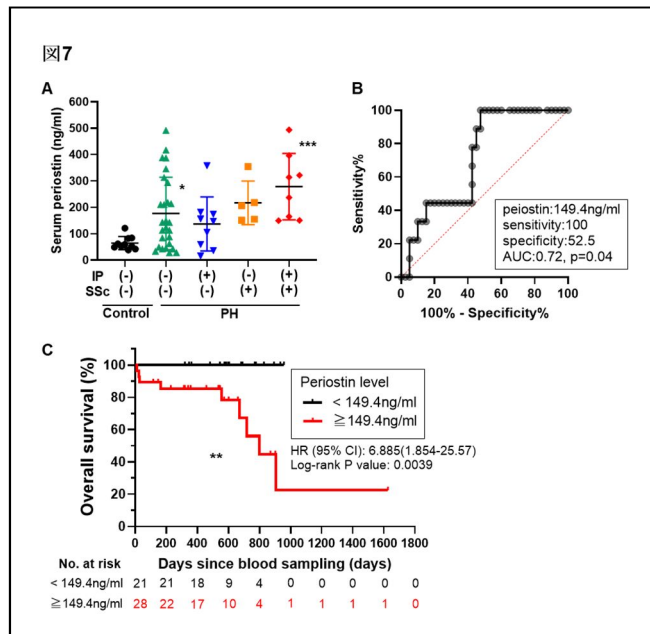 図7
A
Serum periostin (ng/ml)
600
500
400
300
200
100
0
*
***
IP (-) (-) (+) (-) (+)
SSc (-) (-) (-) (+) (+)
Control PH
B
Sensitivity%
100
80
60
40
20
0
peiostin:149.4ng/ml
sensitivity:100
specificity:52.5
AUC:0.72, p=0.04
0 20 40 60 80 100
100% - Specificity%
C
Overall survival (%)
100
80
60
40
20
0
**
Periostin level
< 149.4ng/ml
≧149.4ng/ml
HR (95% CI): 6.885(1.854-25.57)
Log-rank P value: 0.0039
0 200 400 600 800 1000 1200 1400 1600 1800
No. at risk Days since blood sampling (days)
< 149.4ng/ml 21 21 18 9 4 0 0 0 0 0
≧149.4ng/ml 28 22 17 10 4 1 1 1 1 0